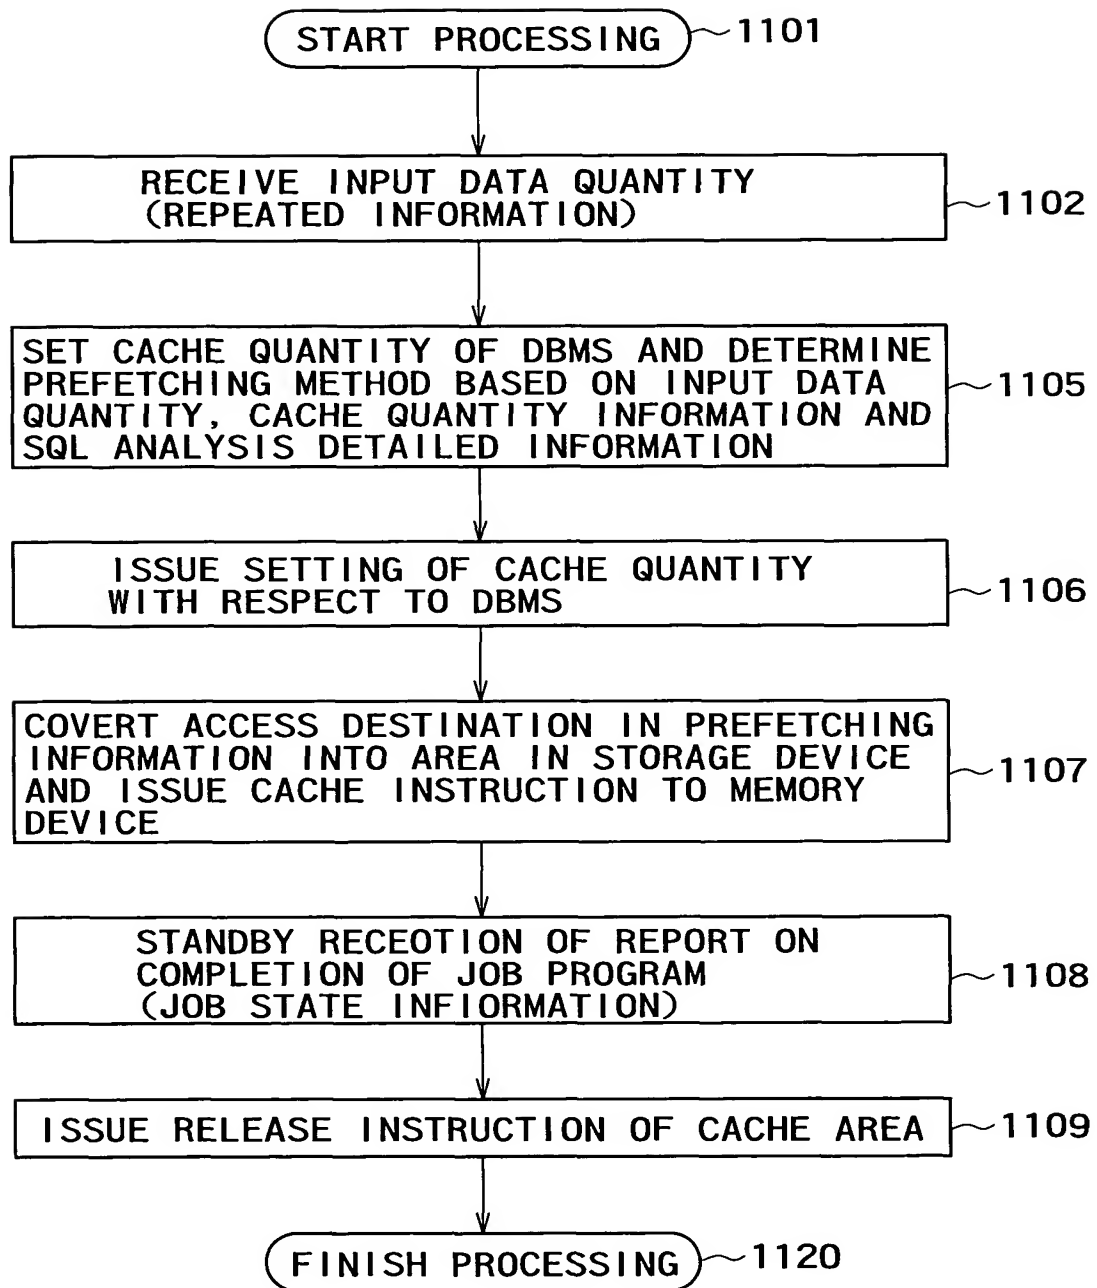 START PROCESSING
1101
RECEIVE INPUT DATA QUANTITY
(REPEATED INFORMATION)
1102
SET CACHE QUANTITY OF DBMS AND DETERMINE
PREFETCHING METHOD BASED ON INPUT DATA
QUANTITY, CACHE QUANTITY INFORMATION AND
SQL ANALYSIS DETAILED INFORMATION
1105
ISSUE SETTING OF CACHE QUANTITY
WITH RESPECT TO DBMS
1106
COVERT ACCESS DESTINATION IN PREFETCHING
INFORMATION INTO AREA IN STORAGE DEVICE
AND ISSUE CACHE INSTRUCTION TO MEMORY
DEVICE
1107
STANDBY RECEOTION OF REPORT ON
COMPLETION OF JOB PROGRAM
(JOB STATE INFIORMATION)
1108
ISSUE RELEASE INSTRUCTION OF CACHE AREA
1109
FINISH PROCESSING
1120